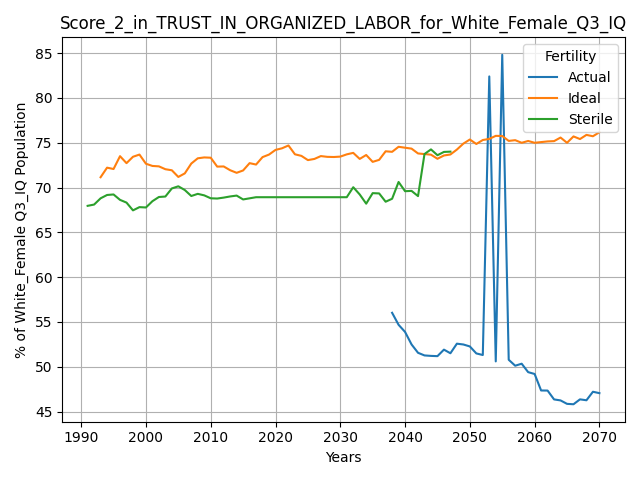 Score_2_in_TRUST_IN_ORGANIZED_LABOR_for_White_Female_Q3_IQ
% of White_Female Q3_IQ Population
85
80
75
70
65
60
55
50
45
1990
2000
2010
2020
2030
2040
2050
2060
2070
Years
Fertility
Actual
Ideal
Sterile